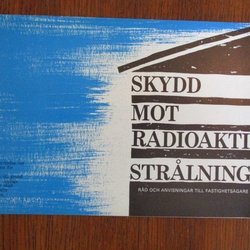 SKYDD
MOT
RADIOAKTI
STRÅLNING
RÅD OCH ANVISNINGAR TILL FASTIGHETSÄGARE